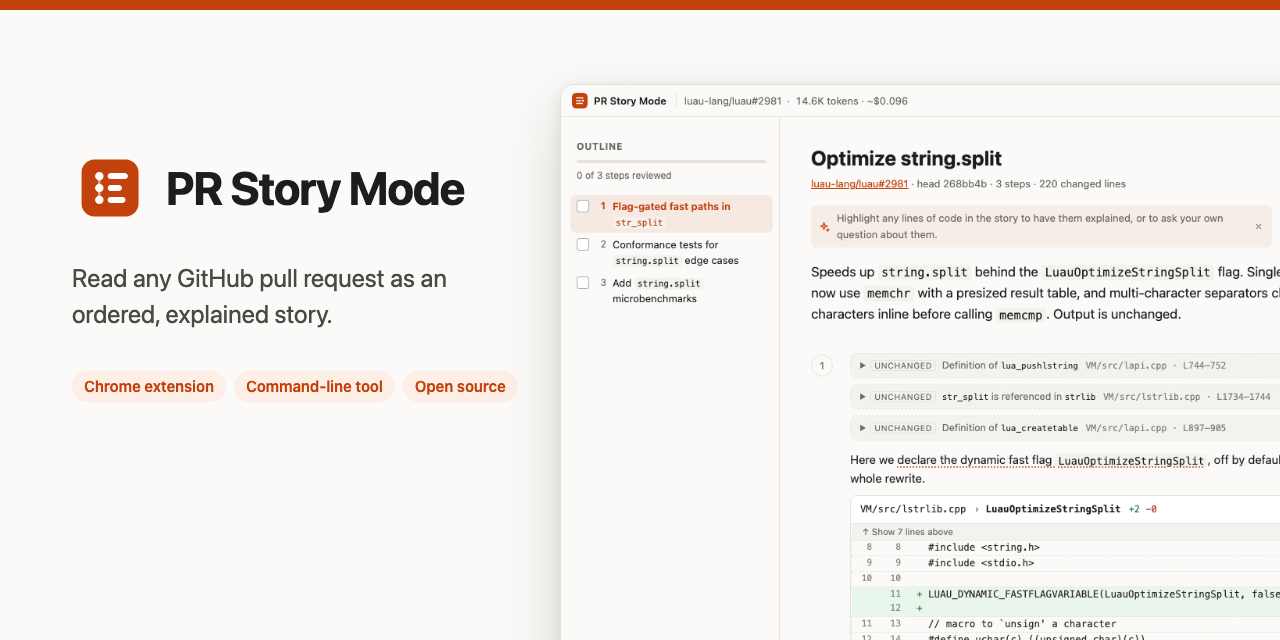 PR Story Mode
Read any GitHub pull request as an
ordered, explained story.
Chrome extension
Command-line tool
Open source
PR Story Mode luau-lang/luau#2981 · 14.6K tokens · ~$0.096
OUTLINE
0 of 3 steps reviewed
1 Flag-gated fast paths in
str_split
2 Conformance tests for
string.split edge cases
3 Add string.split
microbenchmarks
Optimize string.split
luau-lang/luau#2981 · head 268bb4b · 3 steps · 220 changed lines
Highlight any lines of code in the story to have them explained, or to ask your own
question about them.
×
Speeds up string.split behind the LuauOptimizeStringSplit flag. Single
now use memchr with a presized result table, and multi-character separators c
characters inline before calling memcmp. Output is unchanged.
1
▶ UNCHANGED Definition of lua_pushlstring VM/src/lapi.cpp · L744–752
▶ UNCHANGED str_split is referenced in strlib VM/src/lstrlib.cpp · L1734–1744
▶ UNCHANGED Definition of lua_createtable VM/src/lapi.cpp · L897–905
Here we declare the dynamic fast flag LuauOptimizeStringSplit, off by defaul
whole rewrite.
VM/src/lstrlib.cpp › LuauOptimizeStringSplit +2 −0
↑ Show 7 lines above
8 8 #include <string.h>
9 9 #include <stdio.h>
10 10
11 + LUAU_DYNAMIC_FASTFLAGVARIABLE(LuauOptimizeStringSplit, false
12 +
11 13 // macro to `unsign' a character
12 14 #define uchar(c) ((unsigned char)(c))